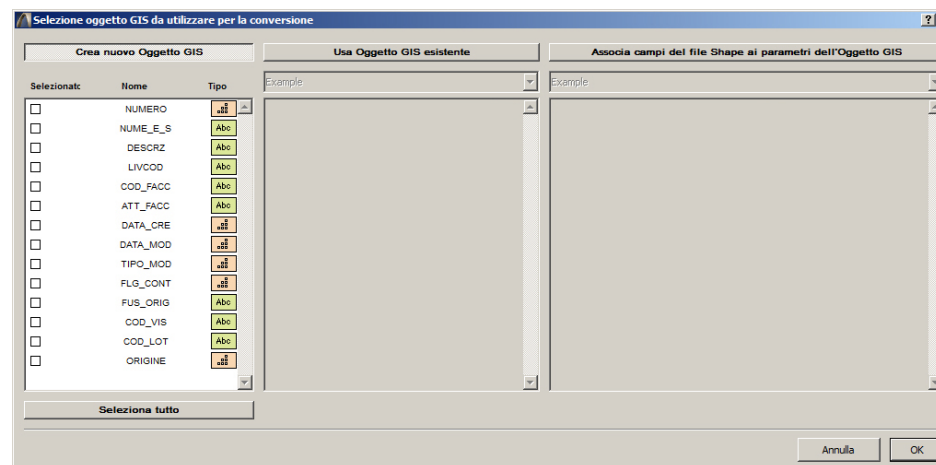 Selezione oggetto GIS da utilizzare per la conversione ?
Crea nuovo Oggetto GIS
Usa Oggetto GIS esistente
Associa campi del file Shape ai parametri dell'Oggetto GIS
Selezionatc Nome Tipo
Example
Example
NUMERO
NUME_E_S Abc
DESCRZ Abc
LIVCOD Abc
COD_FACC Abc
ATT_FACC Abc
DATA_CRE
DATA_MOD
TIPO_MOD
FLG_CONT
FUS_ORIG Abc
COD_VIS Abc
COD_LOT Abc
ORIGINE
Seleziona tutto
Annulla OK